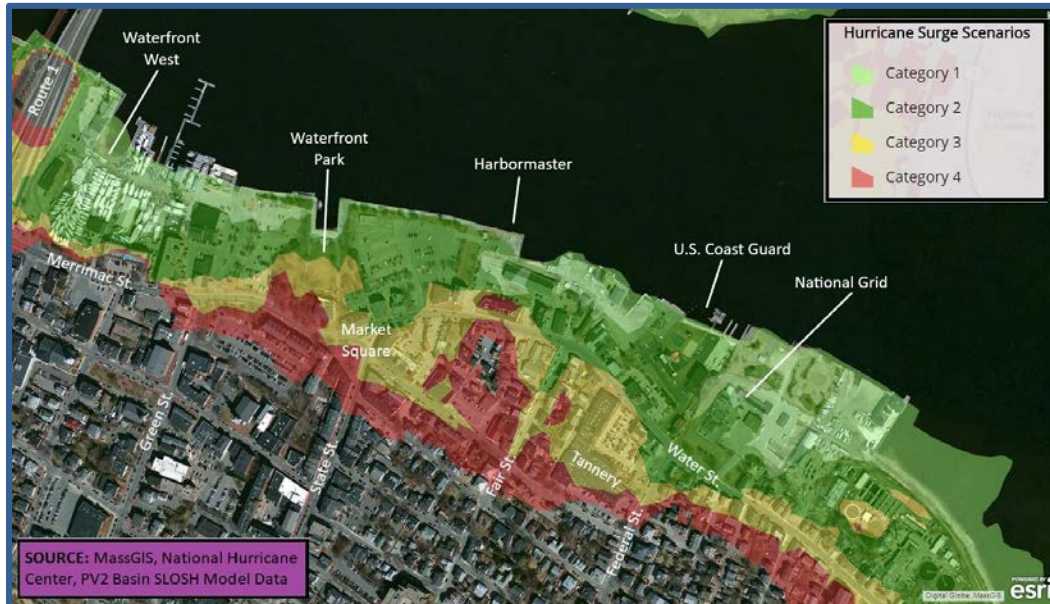 Waterfront
West
Route 1
Waterfront
Park
Harbormaster
U.S. Coast Guard
National Grid
Hurricane Surge Scenarios
Category 1
Category 2
Category 3
Category 4
Merrimac St.
Market
Square
Green St.
State St.
Fair St.
Tannery
Federal St.
Water St.
SOURCE: MassGIS, National Hurricane
Center, PV2 Basin SLOSH Model Data
POWERED BY
esri
Digital Globe, MassGIS